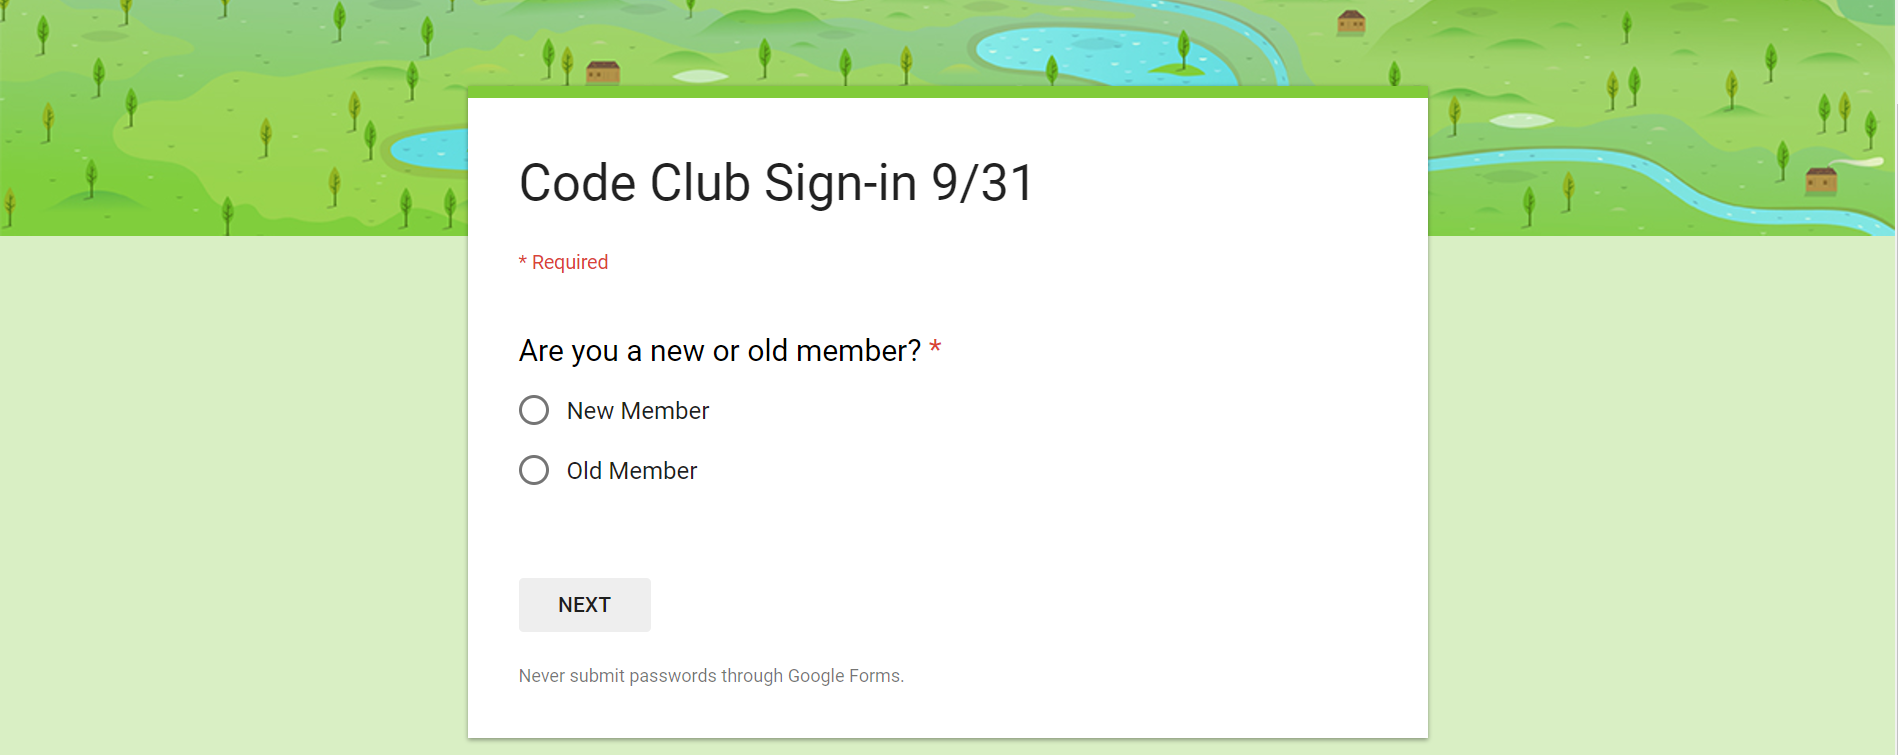 Code Club Sign-in 9/31
* Required
Are you a new or old member? *
New Member
Old Member
NEXT
Never submit passwords through Google Forms.